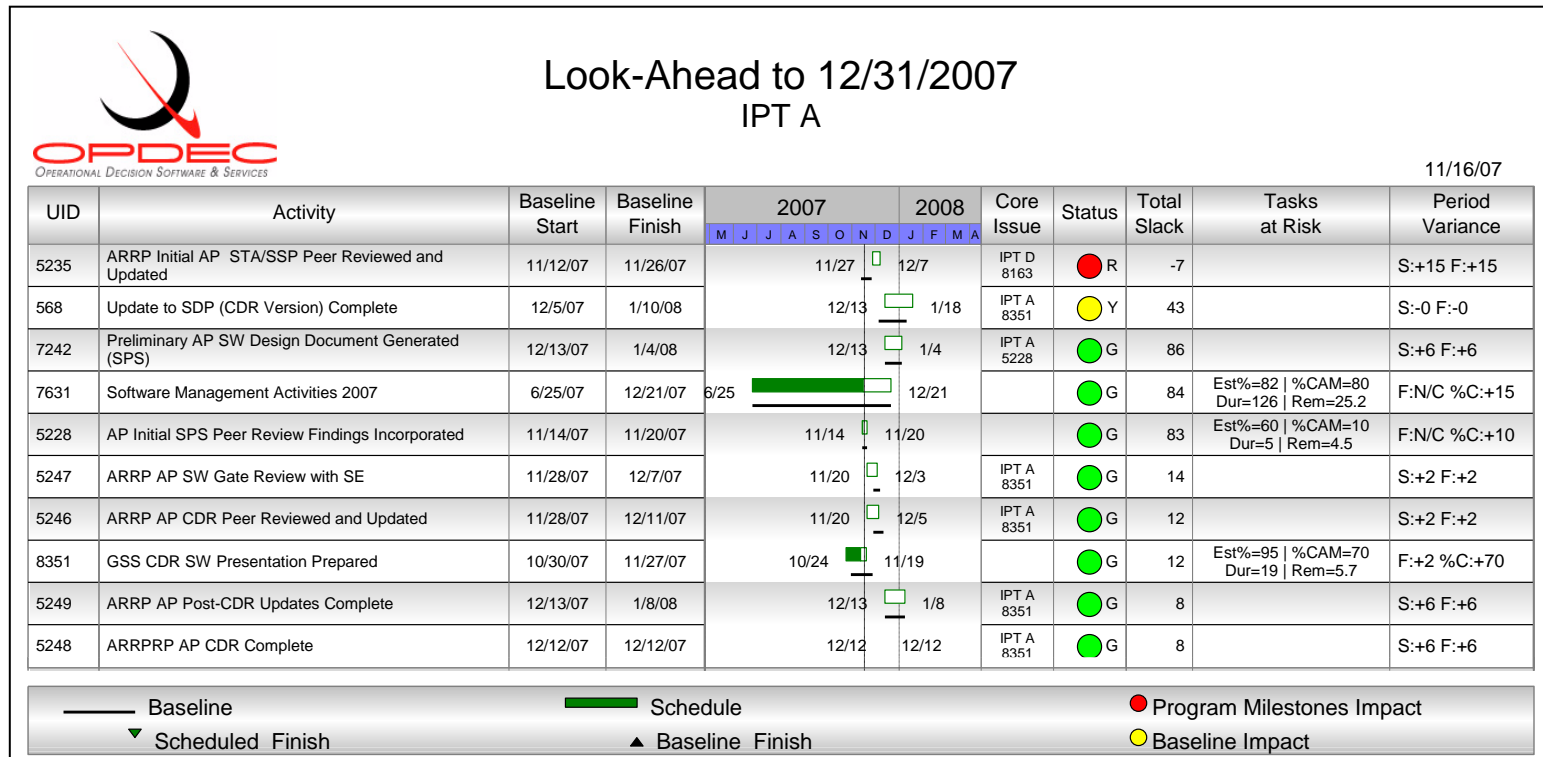 Look-Ahead to 12/31/2007
IPT A
OPDEC
OPERATIONAL DECISION SOFTWARE & SERVICES
11/16/07
UID Activity Baseline Start Baseline Finish 2007 2008 Core Issue Status Total Slack Tasks at Risk Period Variance
M J J A S O N D J F M A
5235 ARRP Initial AP STA/SSP Peer Reviewed and Updated 11/12/07 11/26/07 11/27 12/7 IPT D 8163 R -7 S:+15 F:+15
568 Update to SDP (CDR Version) Complete 12/5/07 1/10/08 12/13 1/18 IPT A 8351 Y 43 S:-0 F:-0
7242 Preliminary AP SW Design Document Generated (SPS) 12/13/07 1/4/08 12/13 1/4 IPT A 5228 G 86 S:+6 F:+6
7631 Software Management Activities 2007 6/25/07 12/21/07 6/25 12/21 G 84 Est%=82 | %CAM=80 Dur=126 | Rem=25.2 F:N/C %C:+15
5228 AP Initial SPS Peer Review Findings Incorporated 11/14/07 11/20/07 11/14 11/20 G 83 Est%=60 | %CAM=10 Dur=5 | Rem=4.5 F:N/C %C:+10
5247 ARRP AP SW Gate Review with SE 11/28/07 12/7/07 11/20 12/3 IPT A 8351 G 14 S:+2 F:+2
5246 ARRP AP CDR Peer Reviewed and Updated 11/28/07 12/11/07 11/20 12/5 IPT A 8351 G 12 S:+2 F:+2
8351 GSS CDR SW Presentation Prepared 10/30/07 11/27/07 10/24 11/19 G 12 Est%=95 | %CAM=70 Dur=19 | Rem=5.7 F:+2 %C:+70
5249 ARRP AP Post-CDR Updates Complete 12/13/07 1/8/08 12/13 1/8 IPT A 8351 G 8 S:+6 F:+6
5248 ARRPRP AP CDR Complete 12/12/07 12/12/07 12/12 12/12 IPT A 8351 G 8 S:+6 F:+6
Baseline Schedule Program Milestones Impact
Scheduled Finish Baseline Finish Baseline Impact